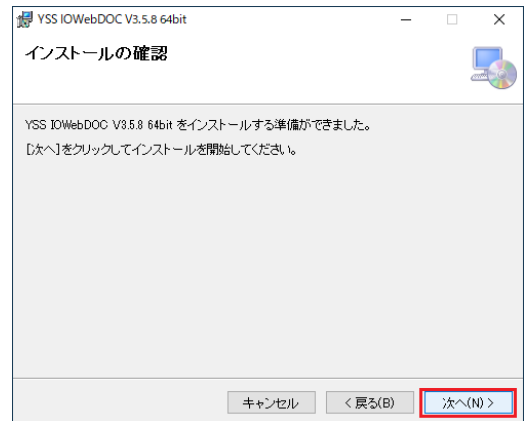 YSS IOWebDOC V3.5.8 64bit
インストールの確認
YSS IOWebDOC V3.5.8 64bit をインストールする準備ができました。
[次へ]をクリックしてインストールを開始してください。
キャンセル
< 戻る(B)
次へ(N) >